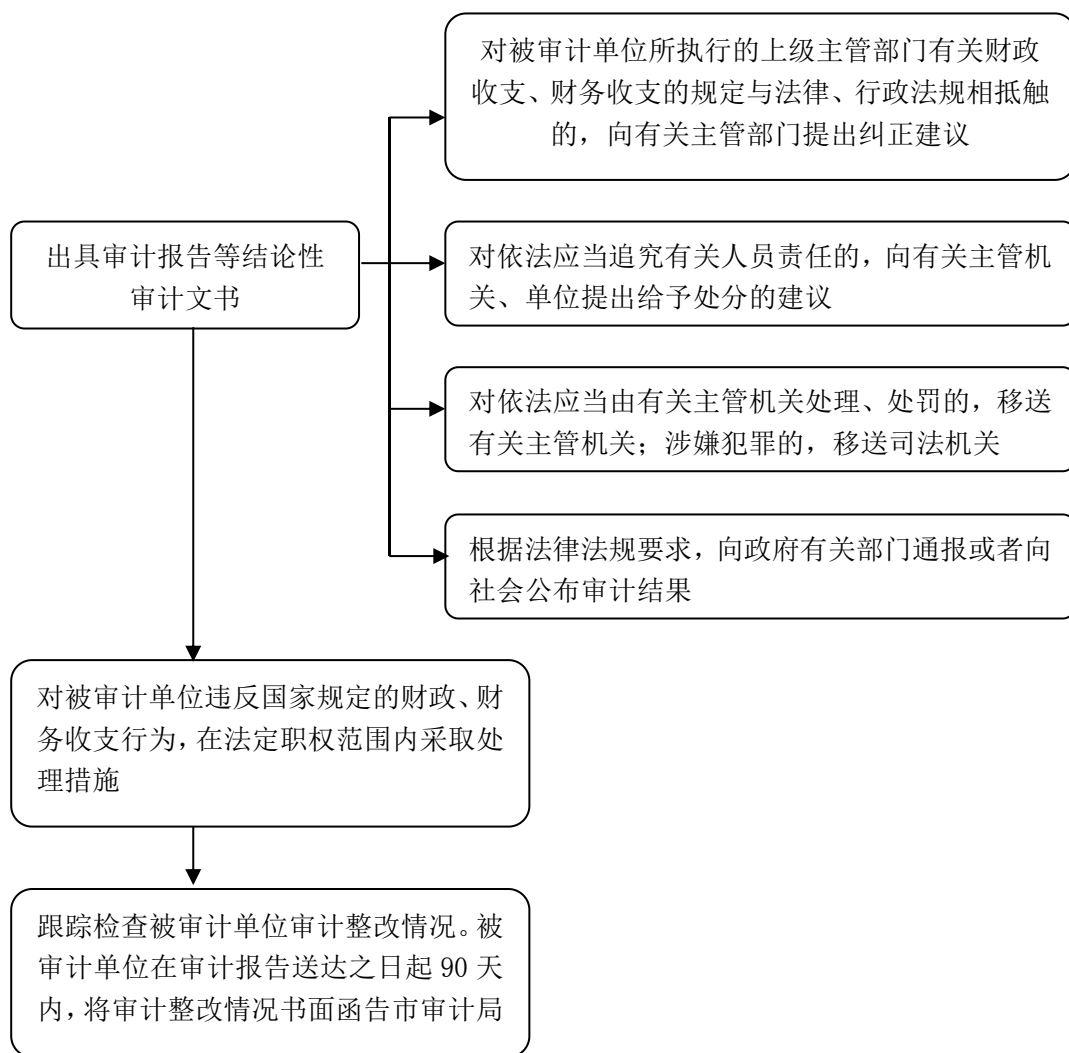 对被审计单位所执行的上级主管部门有关财政
收支、财务收支的规定与法律、行政法规相抵触
的，向有关主管部门提出纠正建议
出具审计报告等结论性
审计文书
对依法应当追究有关人员责任的，向有关主管机
关、单位提出给予处分的建议
对依法应当由有关主管机关处理、处罚的，移送
有关主管机关；涉嫌犯罪的，移送司法机关
根据法律法规要求，向政府有关部门通报或者向
社会公布审计结果
对被审计单位违反国家规定的财政、财
务收支行为，在法定职权范围内采取处
理措施
跟踪检查被审计单位审计整改情况。被
审计单位在审计报告送达之日起 90 天
内，将审计整改情况书面函告市审计局